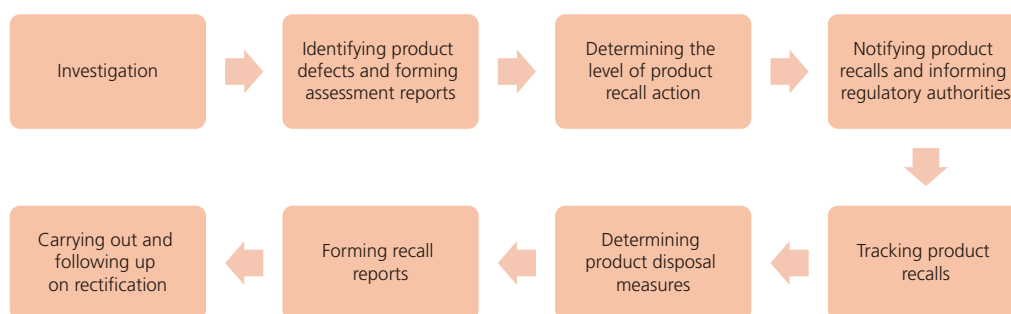 Investigation
Identifying product
defects and forming
assessment reports
Determining the
level of product
recall action
Notifying product
recalls and informing
regulatory authorities
Tracking product
recalls
Determining
product disposal
measures
Forming recall
reports
Carrying out and
following up
on rectification